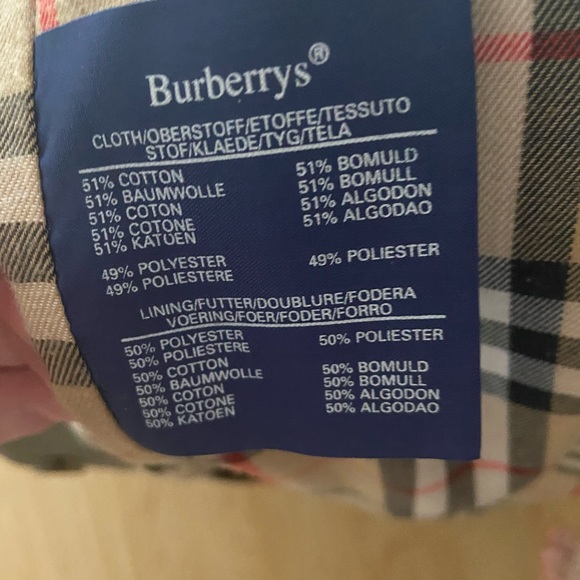 Burberrys®
CLOTH/OBERSTOFF/ETOFFE/TESSUTO
STOF/KLAEDE/TYG/TELA
51% COTTON
51% BAUMWOLLE
51% COTON
51% COTONE
51% KATOEN
51% BOMULD
51% BOMULL
51% ALGODON
51% ALGODAO
49% POLYESTER
49% POLIESTERE
49% POLIESTER
LINING/FUTTER/DOUBLURE/FODERA
VOERING/FOER/FODER/FORRO
50% POLYESTER
50% POLIESTERE
50% COTTON
50% BAUMWOLLE
50% COTON
50% COTONE
50% KATOEN
50% POLIESTER
50% BOMULD
50% BOMULL
50% ALGODON
50% ALGODAO